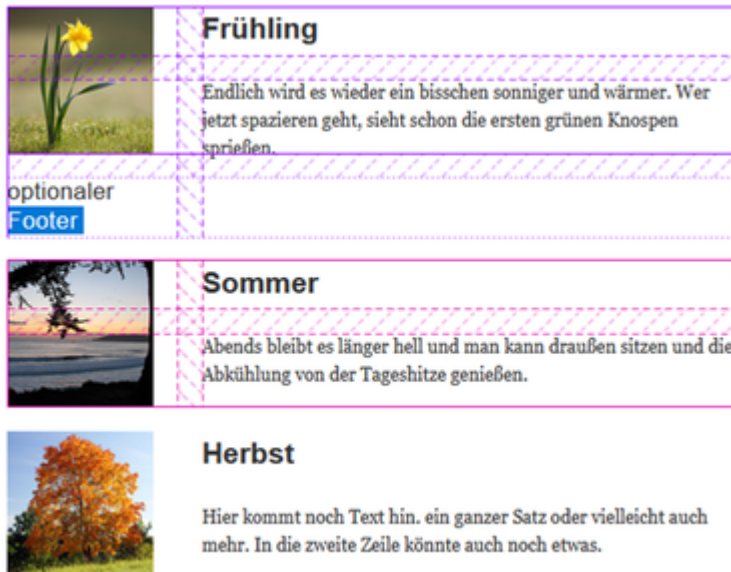 Frühling
Endlich wird es wieder ein bisschen sonniger und wärmer. Wer
jetzt spazieren geht, sieht schon die ersten grünen Knospen
sprießen.
optionaler
Footer
Sommer
Abends bleibt es länger hell und man kann draußen sitzen und die
Abkühlung von der Tageshitze genießen.
Herbst
Hier kommt noch Text hin. ein ganzer Satz oder vielleicht auch
mehr. In die zweite Zeile könnte auch noch etwas.